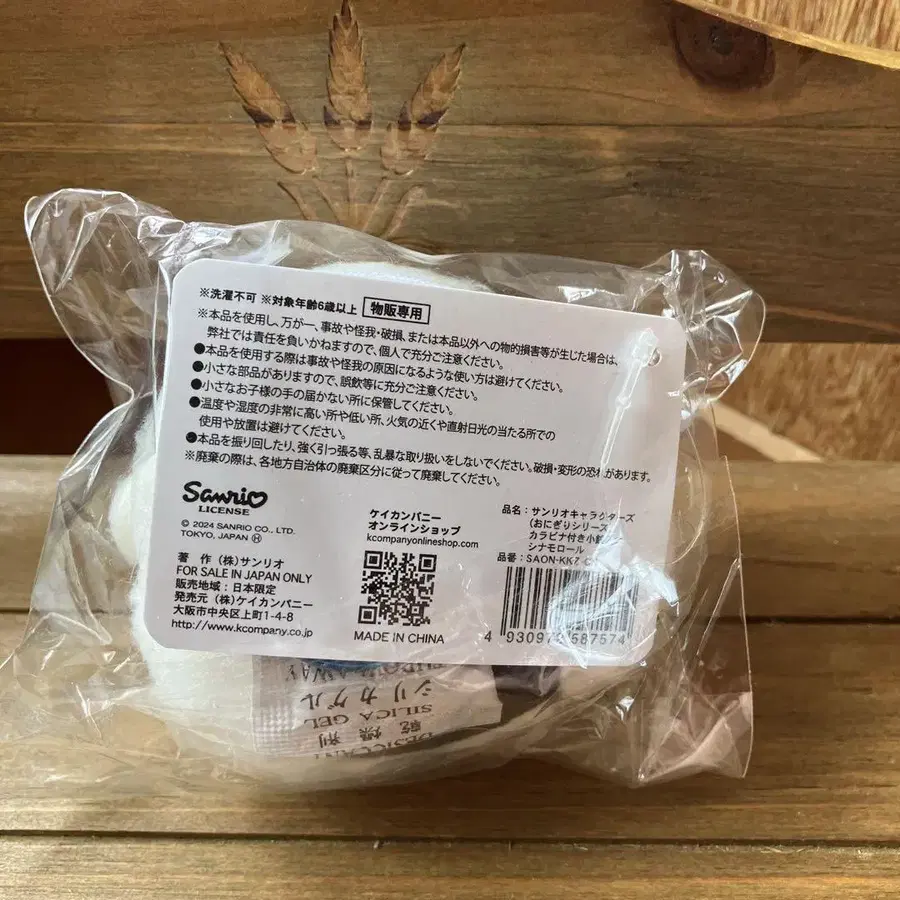 ※洗濯不可 ※対象年齢6歳以上 物販専用
※本品を使用し、万が一、事故や怪我・破損、または本品以外への物的損害等が生じた場合は、
弊社では責任を負いかねますので、個人で充分ご注意ください。
●本品を使用する際は事故や怪我の原因になるような使い方は避けてください。
●小さな部品がありますので、誤飲等に充分ご注意ください。
●小さなお子様の手の届かない所に保管してください。
●温度や湿度の非常に高い所や低い所、火気の近くや直射日光の当たる所での
使用や放置は避けてください。
●本品を振り回したり、強く引っ張る等、乱暴な取り扱いをしないでください。破損・変形の恐れがあります。
※廃棄の際は、各地方自治体の廃棄区分に従って廃棄してください。
Sanrio
LICENSE
© 2024 SANRIO CO., LTD.
TOKYO, JAPAN Ⓗ
著 作 (株)サンリオ
FOR SALE IN JAPAN ONLY
販売地域:日本限定
発売元 (株)ケイカンパニー
大阪市中央区上町1-4-8
http://www.kcompany.co.jp
ケイカンパニー
オンラインショップ
kcompanyonlineshop.com
MADE IN CHINA
品名:サンリオキャラクターズ
(おにぎりシリーズ)
カラビナ付き小
シナモロール
品番:SAON-KKZ
4 93097 687574
シリカゲル
SILICA GEL
乾燥剤
DESICCANT